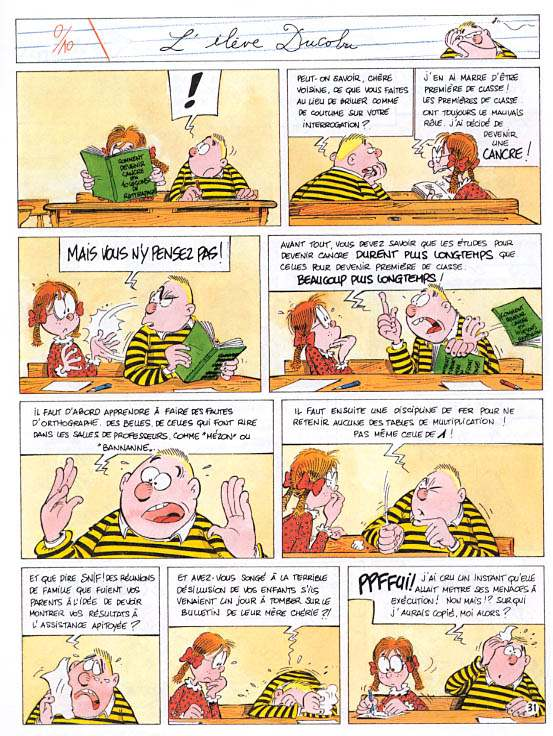 0/10
L'élève Ducobu
!
COMMENT
DEVENIR
CANCRE
EN
10 LEÇONS
DE
RATTRAPAGE
PEUT-ON SAVOIR, CHÈRE
VOISINE, CE QUE VOUS FAITES
AU LIEU DE BRILLER COMME
DE COUTUME SUR VOTRE
INTERROGATION ?
J'EN AI MARRE D'ÊTRE
PREMIÈRE DE CLASSE !
LES PREMIÈRES DE CLASSE
ONT TOUJOURS LE MAUVAIS
RÔLE. J'AI DÉCIDÉ DE
DEVENIR
UNE
CANCRE !
MAIS VOUS N'Y PENSEZ PAS !
AVANT TOUT, VOUS DEVEZ SAVOIR QUE LES ÉTUDES POUR
DEVENIR CANCRE DURENT PLUS LONGTEMPS QUE
CELLES POUR DEVENIR PREMIÈRE DE CLASSE.
BEAUCOUP PLUS LONGTEMPS !
COMMENT
IL FAUT D'ABORD APPRENDRE À FAIRE DES FAUTES
D'ORTHOGRAPHE. DES BELLES. DE CELLES QUI FONT RIRE
DANS LES SALLES DE PROFESSEURS, COMME "MÉZON" OU
"BANNANNE".
IL FAUT ENSUITE UNE DISCIPLINE DE FER POUR NE
RETENIR AUCUNE DES TABLES DE MULTIPLICATION !
PAS MÊME CELLE DE 1 !
ET QUE DIRE SNIF! DES RÉUNIONS
DE FAMILLE QUE FUIENT VOS
PARENTS À L'IDÉE DE DEVOIR
MONTRER VOS RÉSULTATS À
L'ASSISTANCE APITOYÉE ?!
ET AVEZ-VOUS SONGÉ À LA TERRIBLE
DÉSILLUSION DE VOS ENFANTS S'ILS
VENAIENT UN JOUR À TOMBER SUR LE
BULLETIN DE LEUR MÈRE CHÉRIE ?!
PFFFUII! J'AI CRU UN INSTANT QU'ELLE
ALLAIT METTRE SES MENACES À
EXÉCUTION ! NON MAIS !? SUR QUI
J'AURAIS COPIÉ, MOI ALORS ?
31